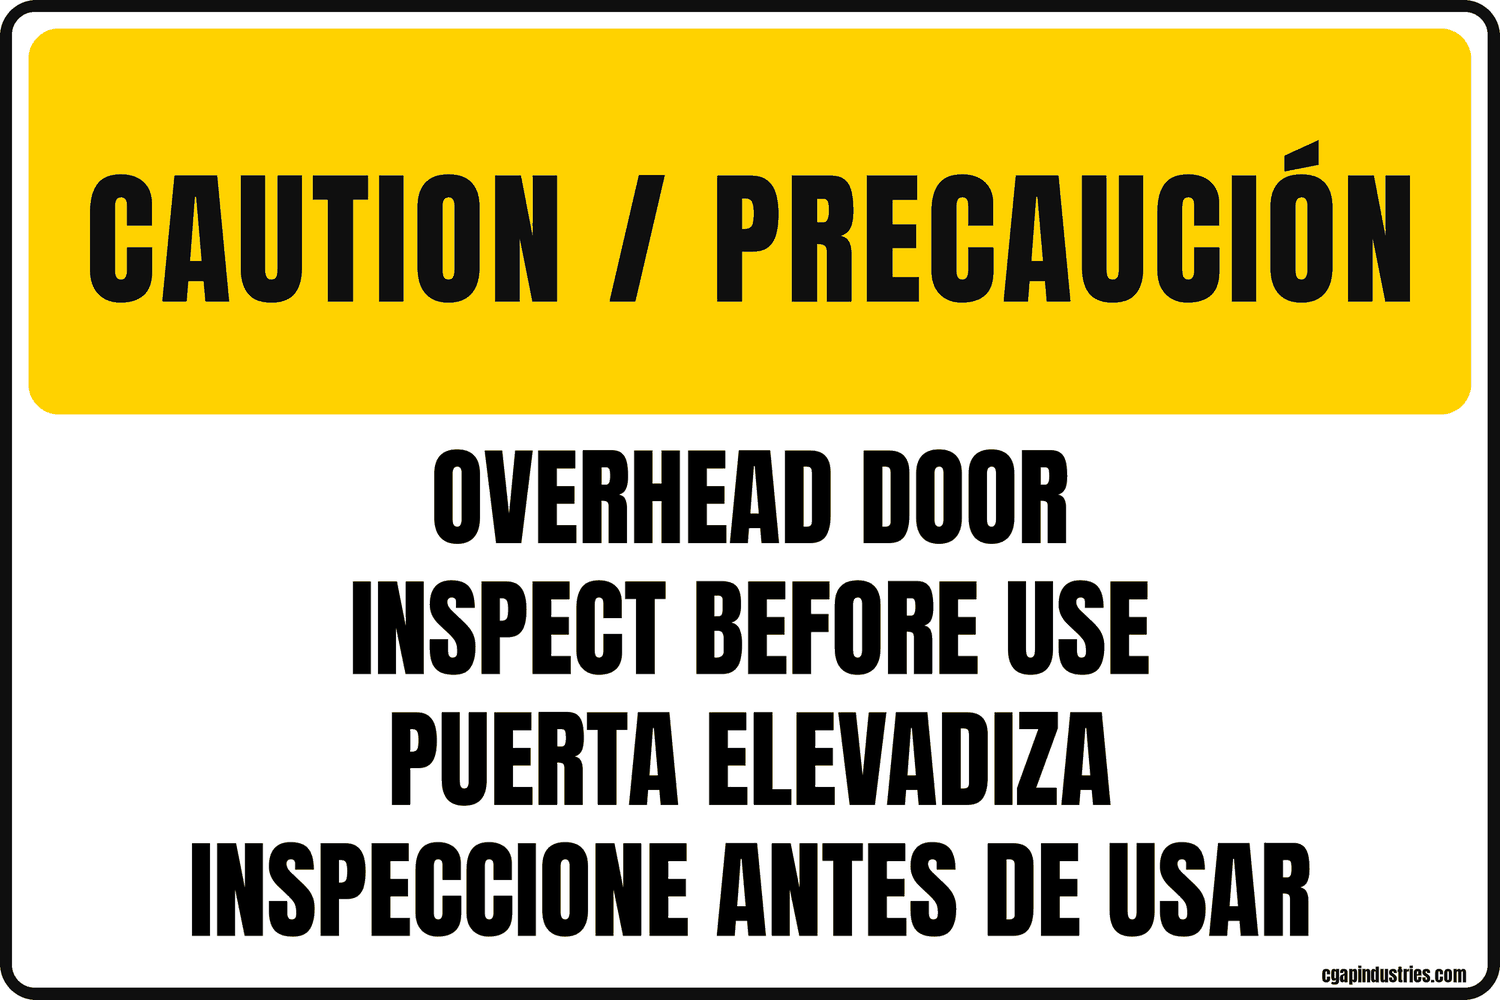 CAUTION / PRECAUCIÓN
OVERHEAD DOOR
INSPECT BEFORE USE
PUERTA ELEVADIZA
INSPECCIONE ANTES DE USAR
cgapindustries.com